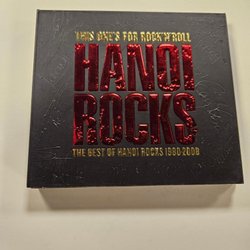 THIS ONE'S FOR ROCK'N'ROLL
HANOI
ROCKS
THE BEST OF HANOI ROCKS 1980-2008